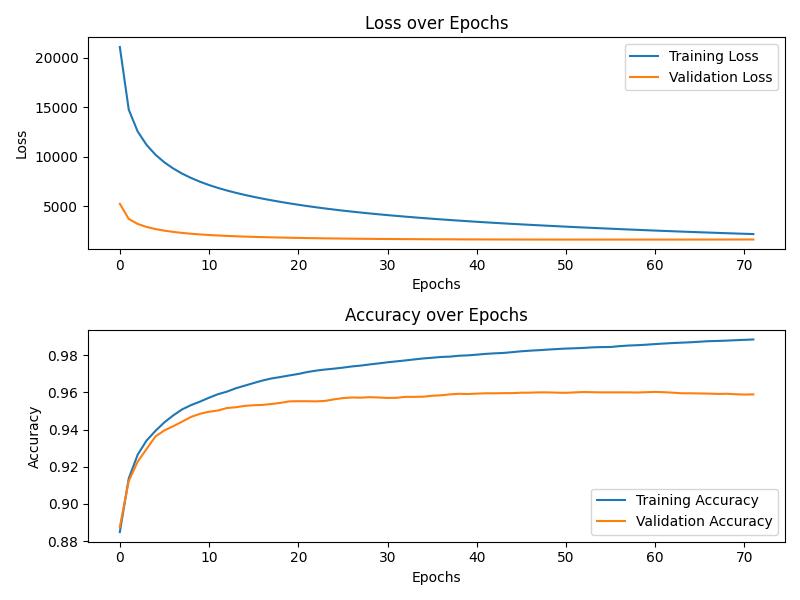 Loss over Epochs
Loss
20000
15000
10000
5000
Training Loss
Validation Loss
0 10 20 30 40 50 60 70
Epochs
Accuracy over Epochs
Accuracy
0.98
0.96
0.94
0.92
0.90
0.88
Training Accuracy
Validation Accuracy
0 10 20 30 40 50 60 70
Epochs